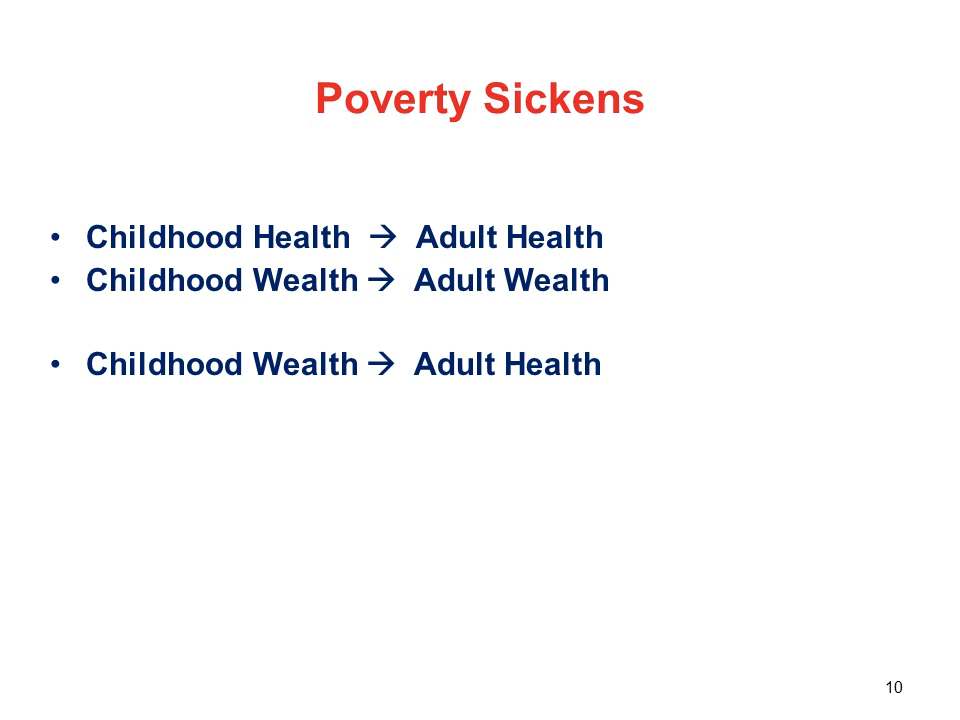 Poverty Sickens
• Childhood Health → Adult Health
• Childhood Wealth → Adult Wealth
• Childhood Wealth → Adult Health
10